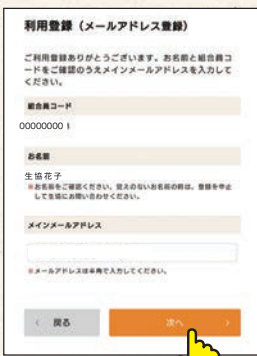 利用登録（メールアドレス登録）
ご利用登録ありがとうございます。お名前と組合員コ
ードをご確認のうえメインメールアドレスを入力して
ください。
組合員コード
00000000 1
お名前
生協花子
※お名前をご確認ください。覚えのないお名前の際は、登録を中止
して生協にお問い合わせください。
メインメールアドレス
※メールアドレスは半角で入力してください。
＜ 戻る
次へ ＞